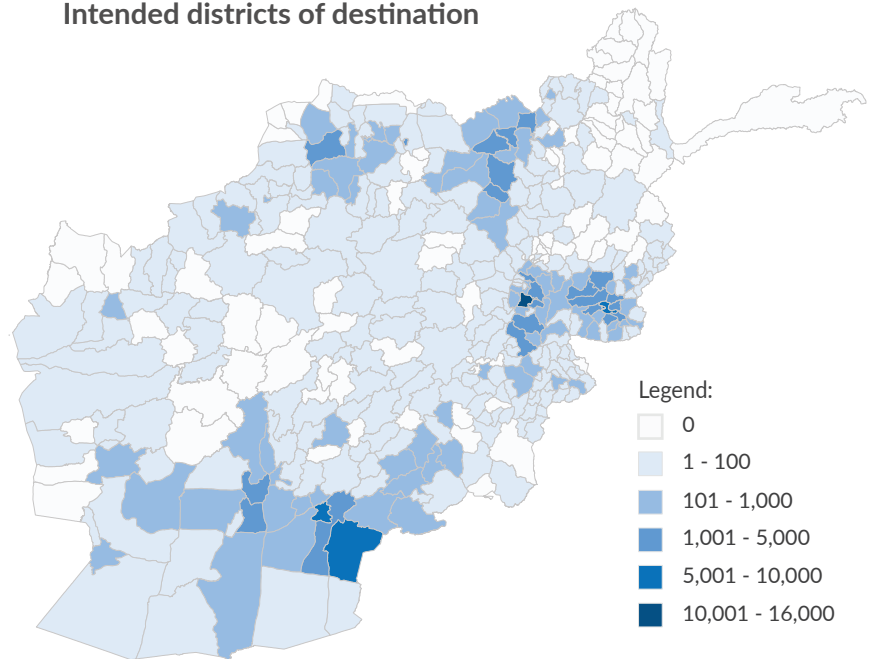 Intended districts of destination
Legend:
0
1 - 100
101 - 1,000
1,001 - 5,000
5,001 - 10,000
10,001 - 16,000